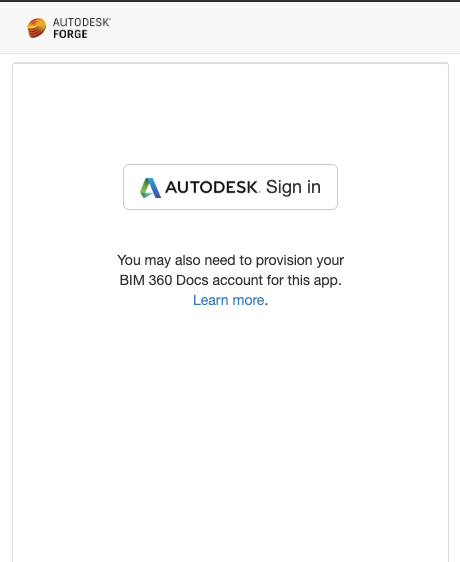 AUTODESK®
FORGE
AUTODESK. Sign in
You may also need to provision your
BIM 360 Docs account for this app.
Learn more.